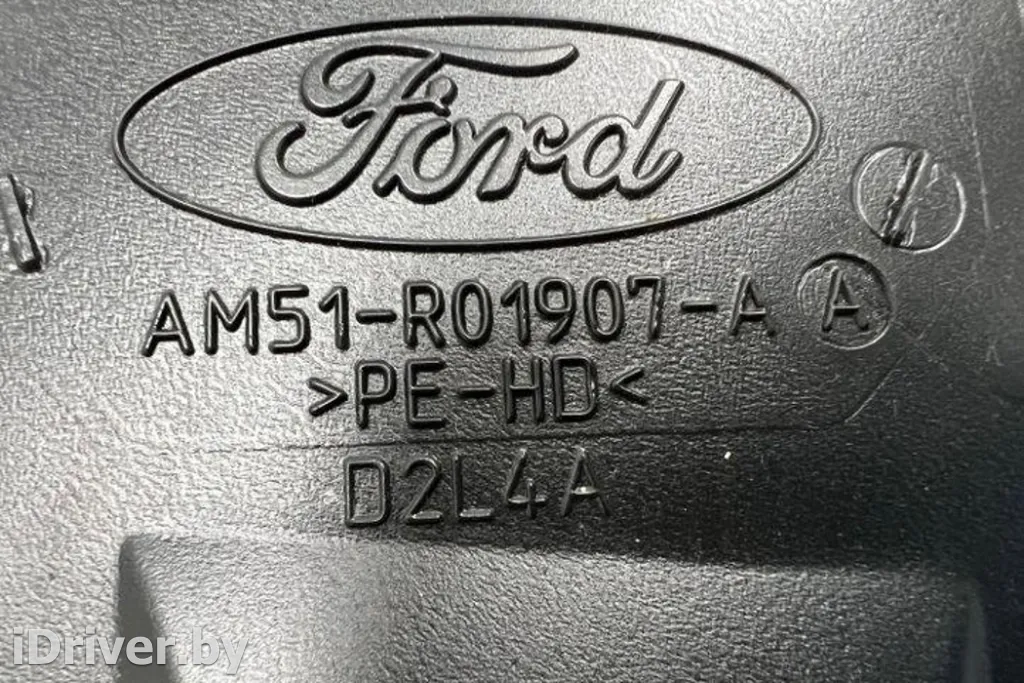 Ford
AM51-R01907-A A
>PE-HD<
D2L4A
iDriver.by